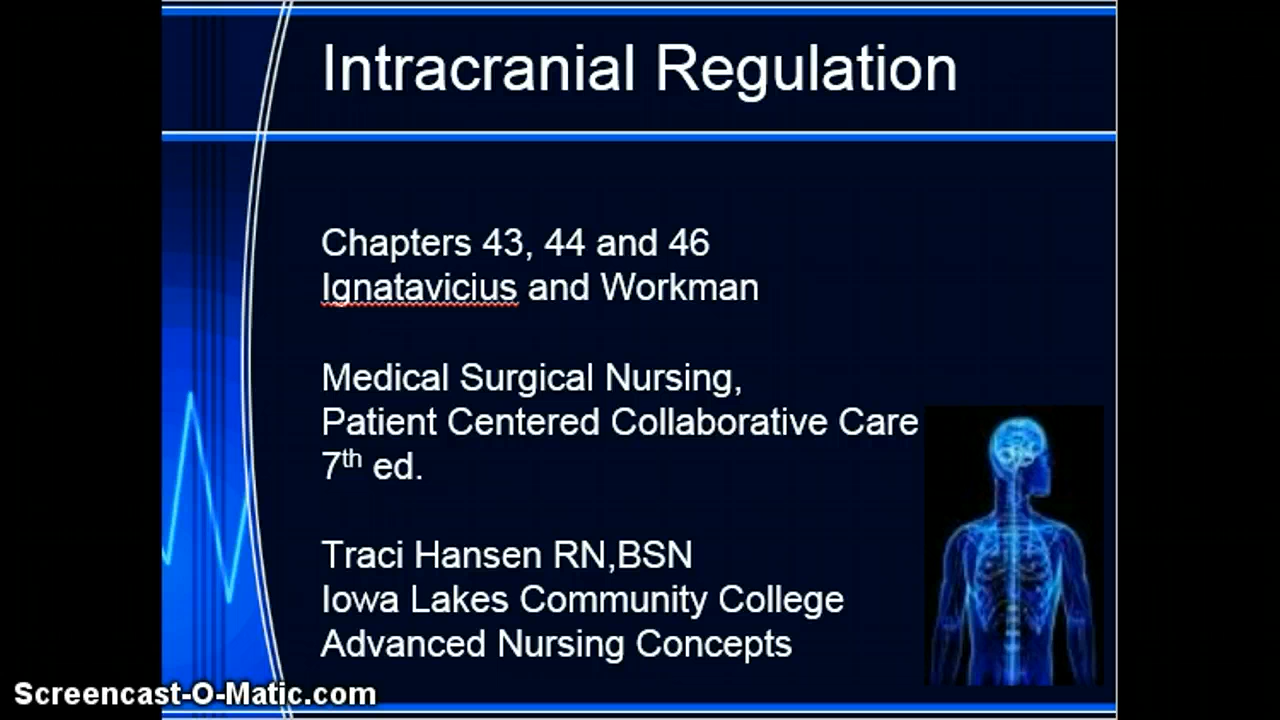 Intracranial Regulation
Chapters 43, 44 and 46
Ignatavicius and Workman
Medical Surgical Nursing,
Patient Centered Collaborative Care
7th ed.
Traci Hansen RN,BSN
Iowa Lakes Community College
Advanced Nursing Concepts
Screencast-O-Matic.com